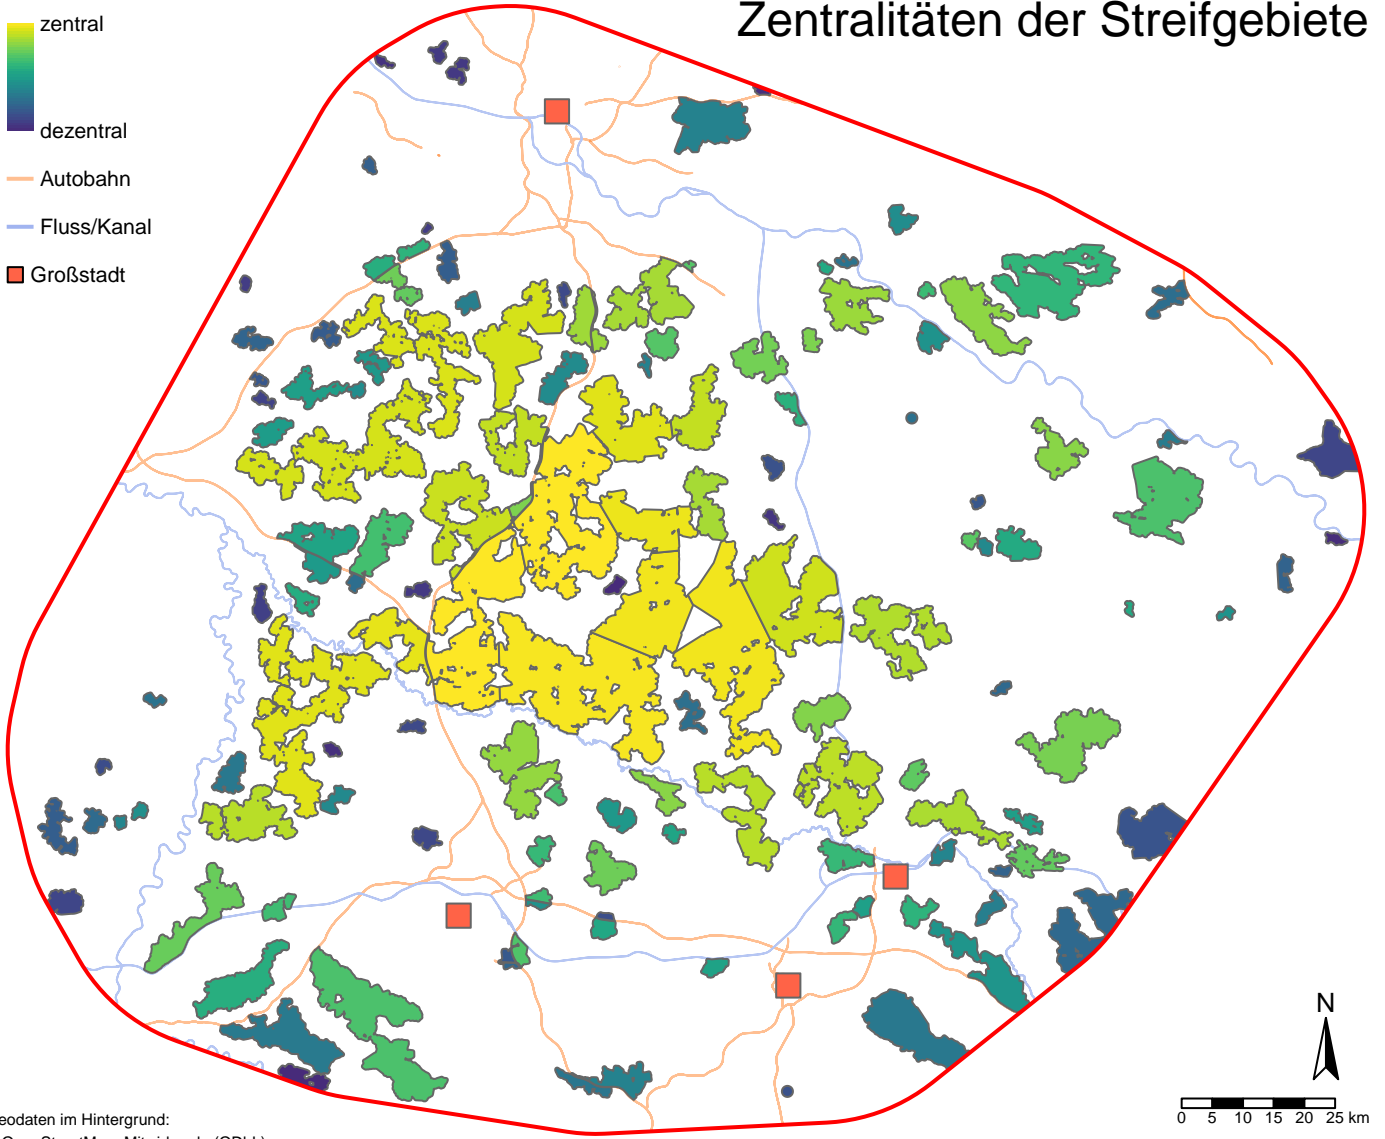 Zentralitäten der Streifgebiete
zentral
dezentral
Autobahn
Fluss/Kanal
Großstadt
N
0 5 10 15 20 25 km
eodaten im Hintergrund: